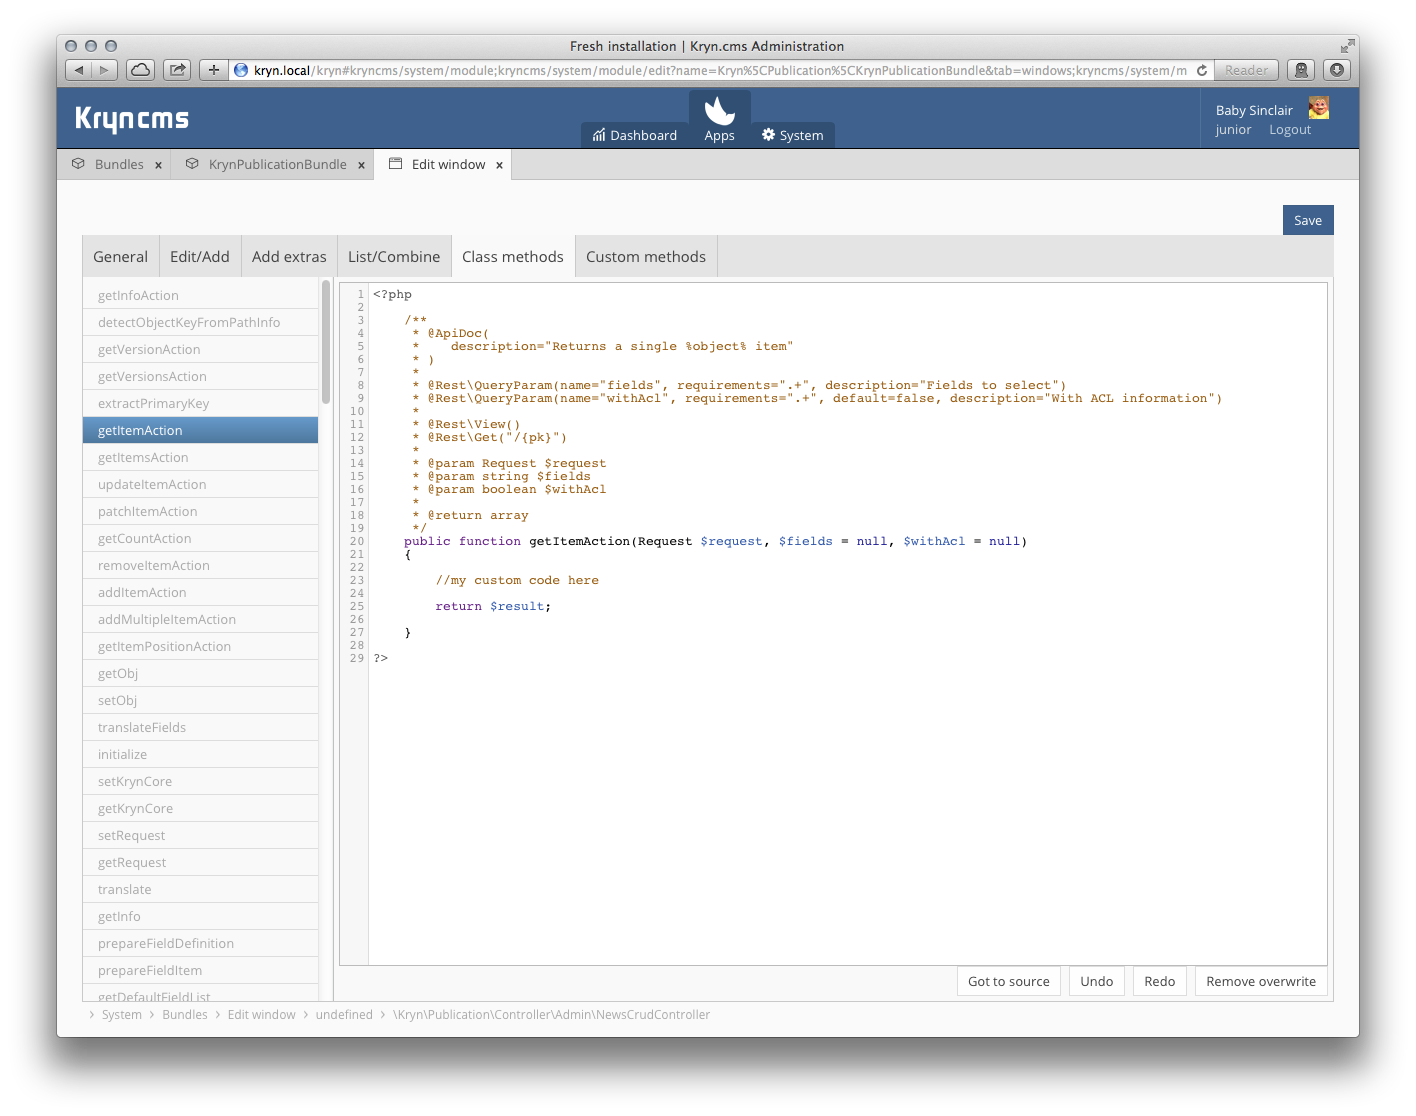 Fresh installation | Kryn.cms Administration
kryn.local/kryn#kryncms/system/module;kryncms/system/module/edit?name=Kryn%5CPublication%5CKrynPublicationBundle&tab=windows;kryncms/system/m
Reader
Kryncms
Dashboard
Apps
System
Baby Sinclair
junior Logout
Bundles x
KrynPublicationBundle x
Edit window x
Save
General
Edit/Add
Add extras
List/Combine
Class methods
Custom methods
getInfoAction
detectObjectKeyFromPathInfo
getVersionAction
getVersionsAction
extractPrimaryKey
getItemAction
getItemsAction
updateItemAction
patchItemAction
getCountAction
removeItemAction
addItemAction
addMultipleItemAction
getItemPositionAction
getObj
setObj
translateFields
initialize
setKrynCore
getKrynCore
setRequest
getRequest
translate
getInfo
prepareFieldDefinition
prepareFieldItem
getDefaultFieldList
1 <?php
2
3     /**
4      * @ApiDoc(
5      *    description="Returns a single %object% item"
6      * )
7      *
8      * @Rest\QueryParam(name="fields", requirements=".+", description="Fields to select")
9      * @Rest\QueryParam(name="withAcl", requirements=".+", default=false, description="With ACL information")
10      *
11      * @Rest\View()
12      * @Rest\Get("/{pk}")
13      *
14      * @param Request $request
15      * @param string $fields
16      * @param boolean $withAcl
17      *
18      * @return array
19      */
20     public function getItemAction(Request $request, $fields = null, $withAcl = null)
21     {
22
23         //my custom code here
24
25         return $result;
26
27     }
28
29 ?>
Got to source
Undo
Redo
Remove overwrite
› System › Bundles › Edit window › undefined › \Kryn\Publication\Controller\Admin\NewsCrudController